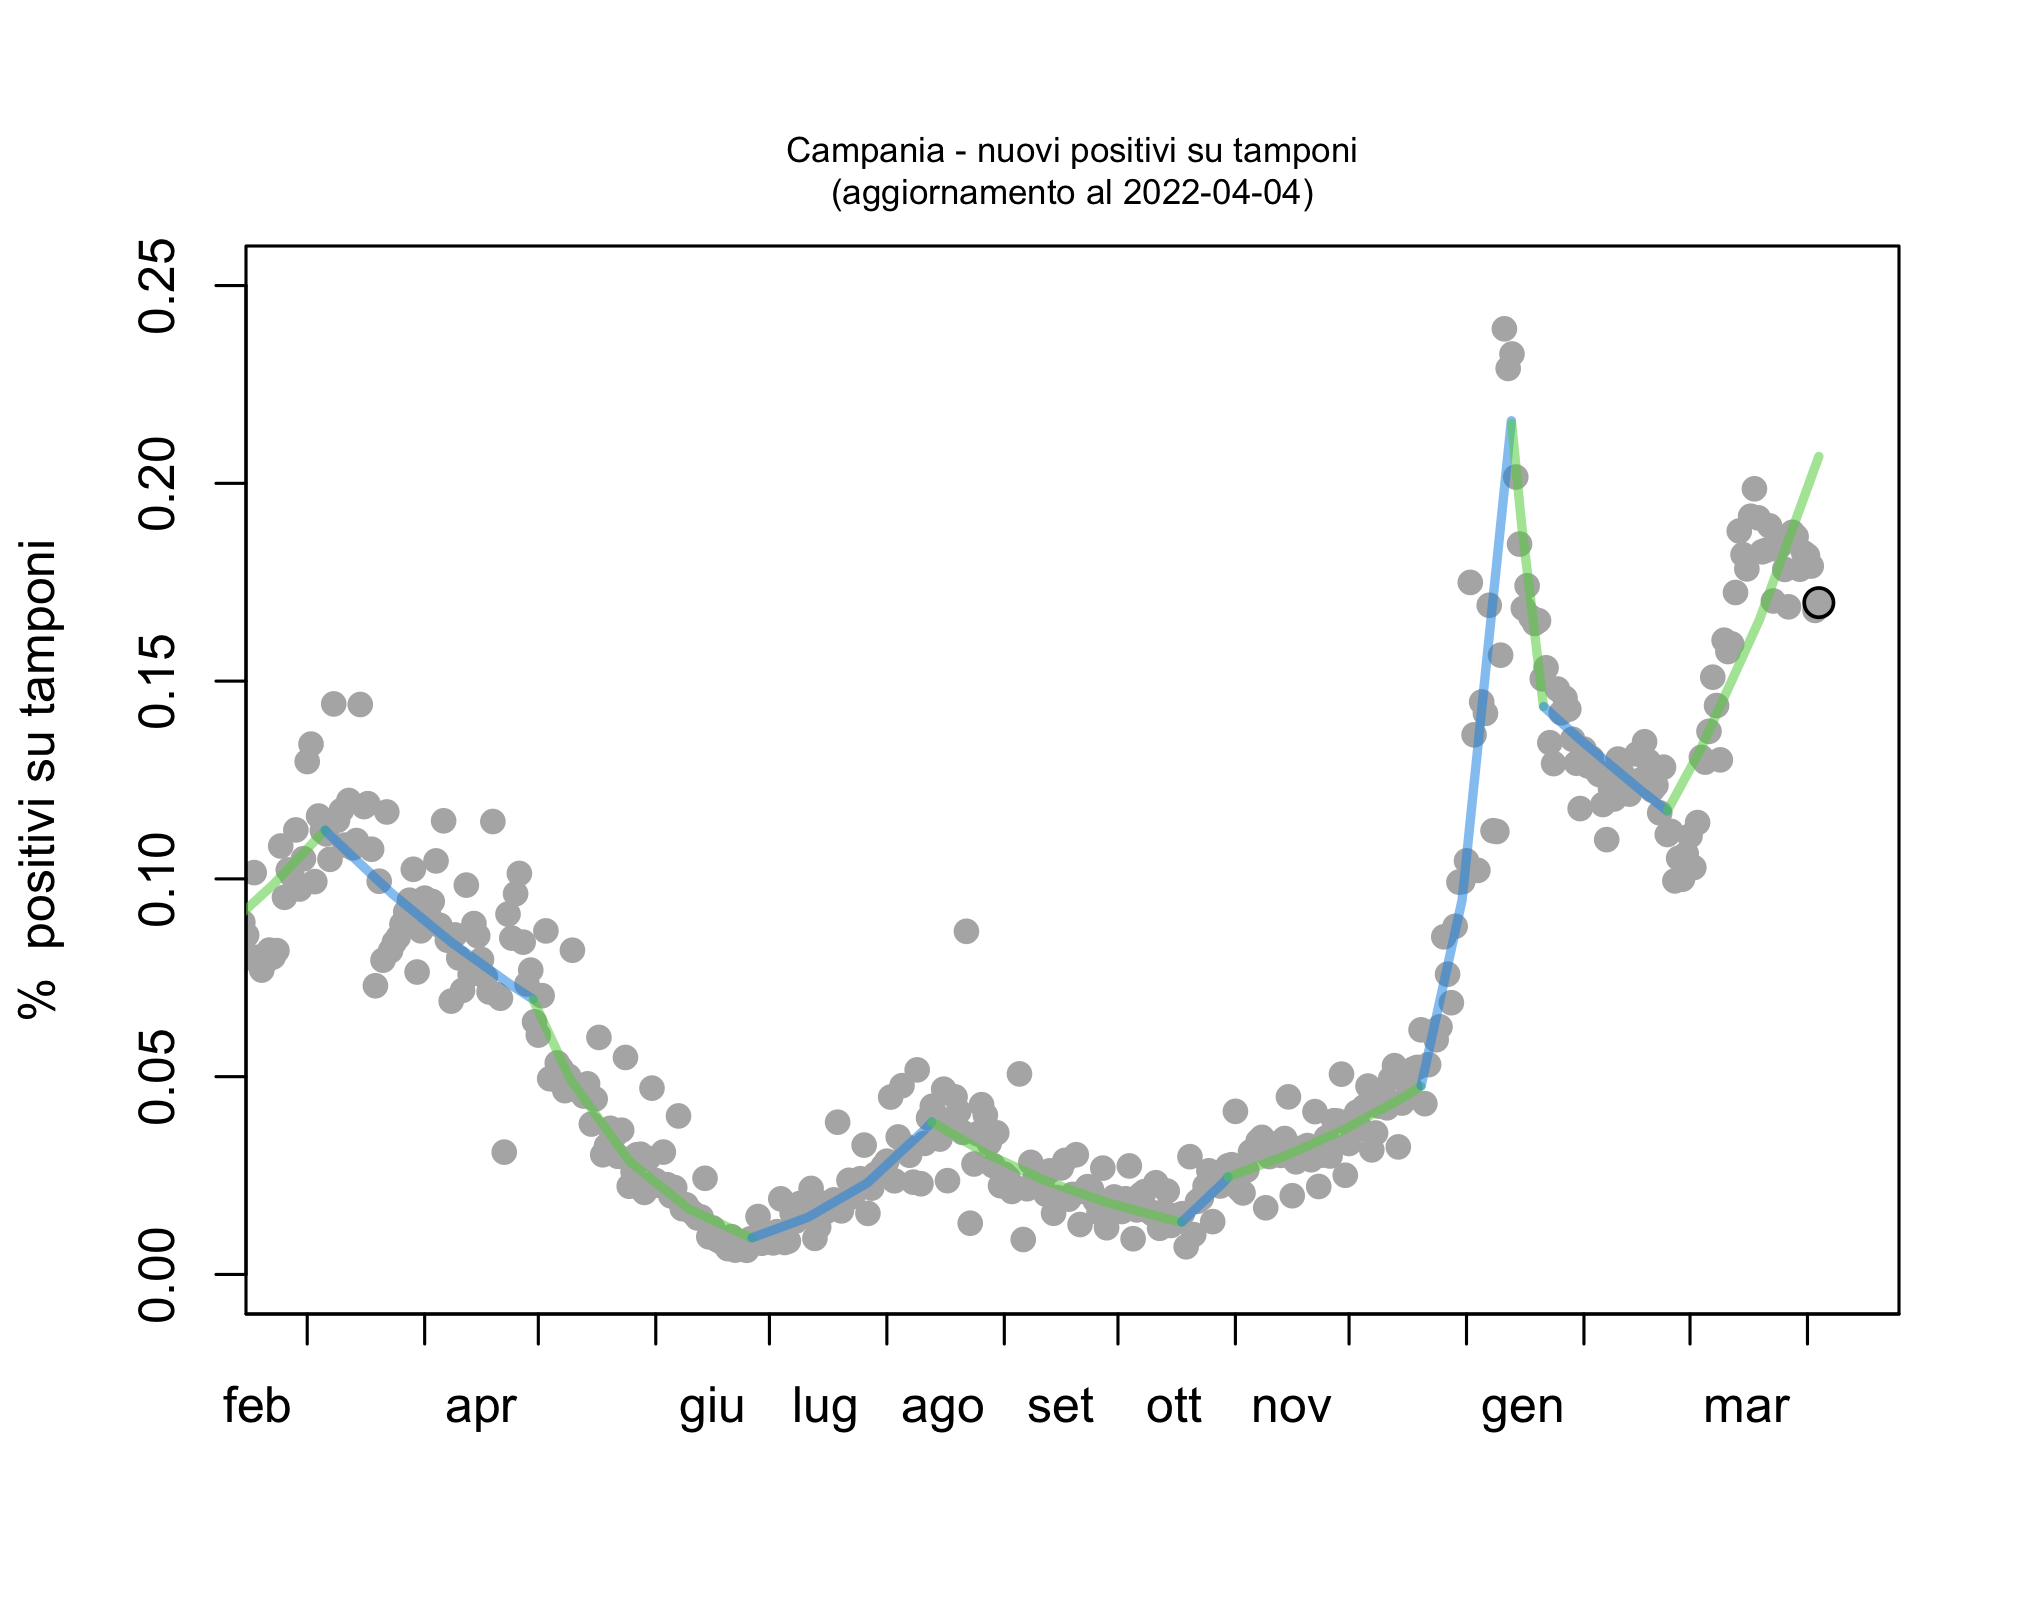 Campania - nuovi positivi su tamponi
(aggiornamento al 2022-04-04)
% positivi su tamponi
0.25
0.20
0.15
0.10
0.05
0.00
feb apr giu lug ago set ott nov gen mar